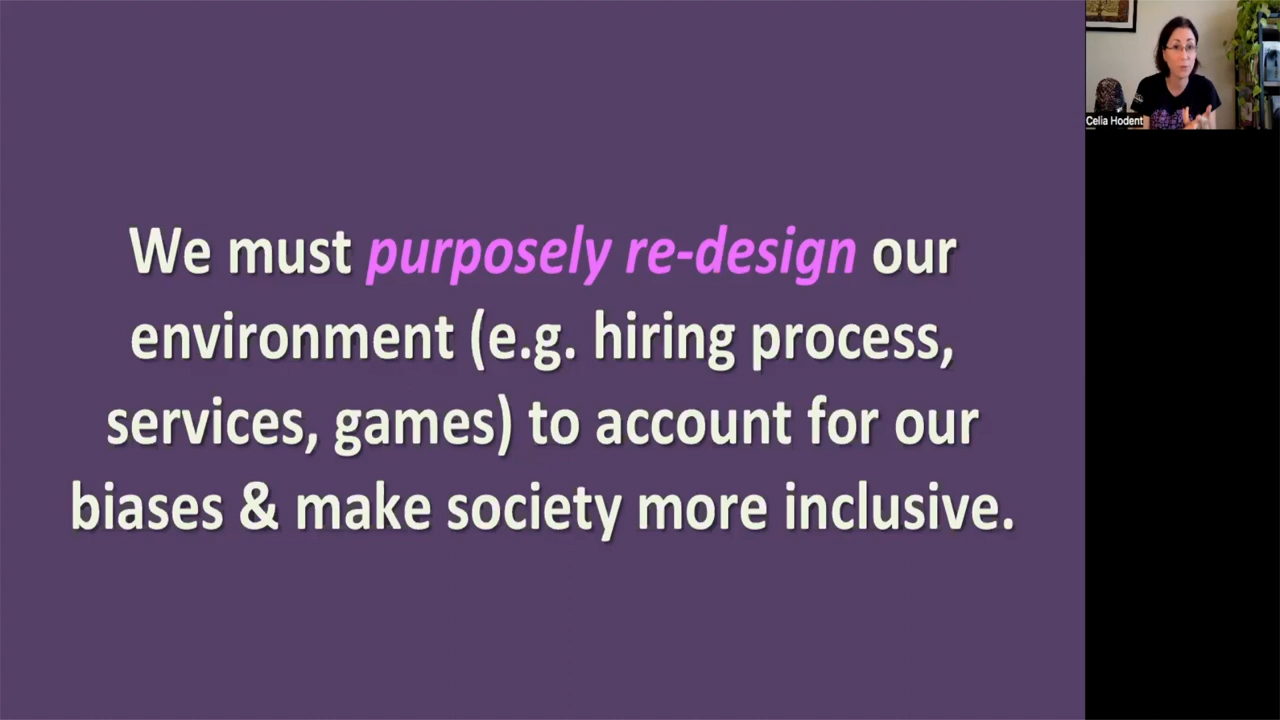 We must purposely re-design our
environment (e.g. hiring process,
services, games) to account for our
biases & make society more inclusive.
Celia Hodent